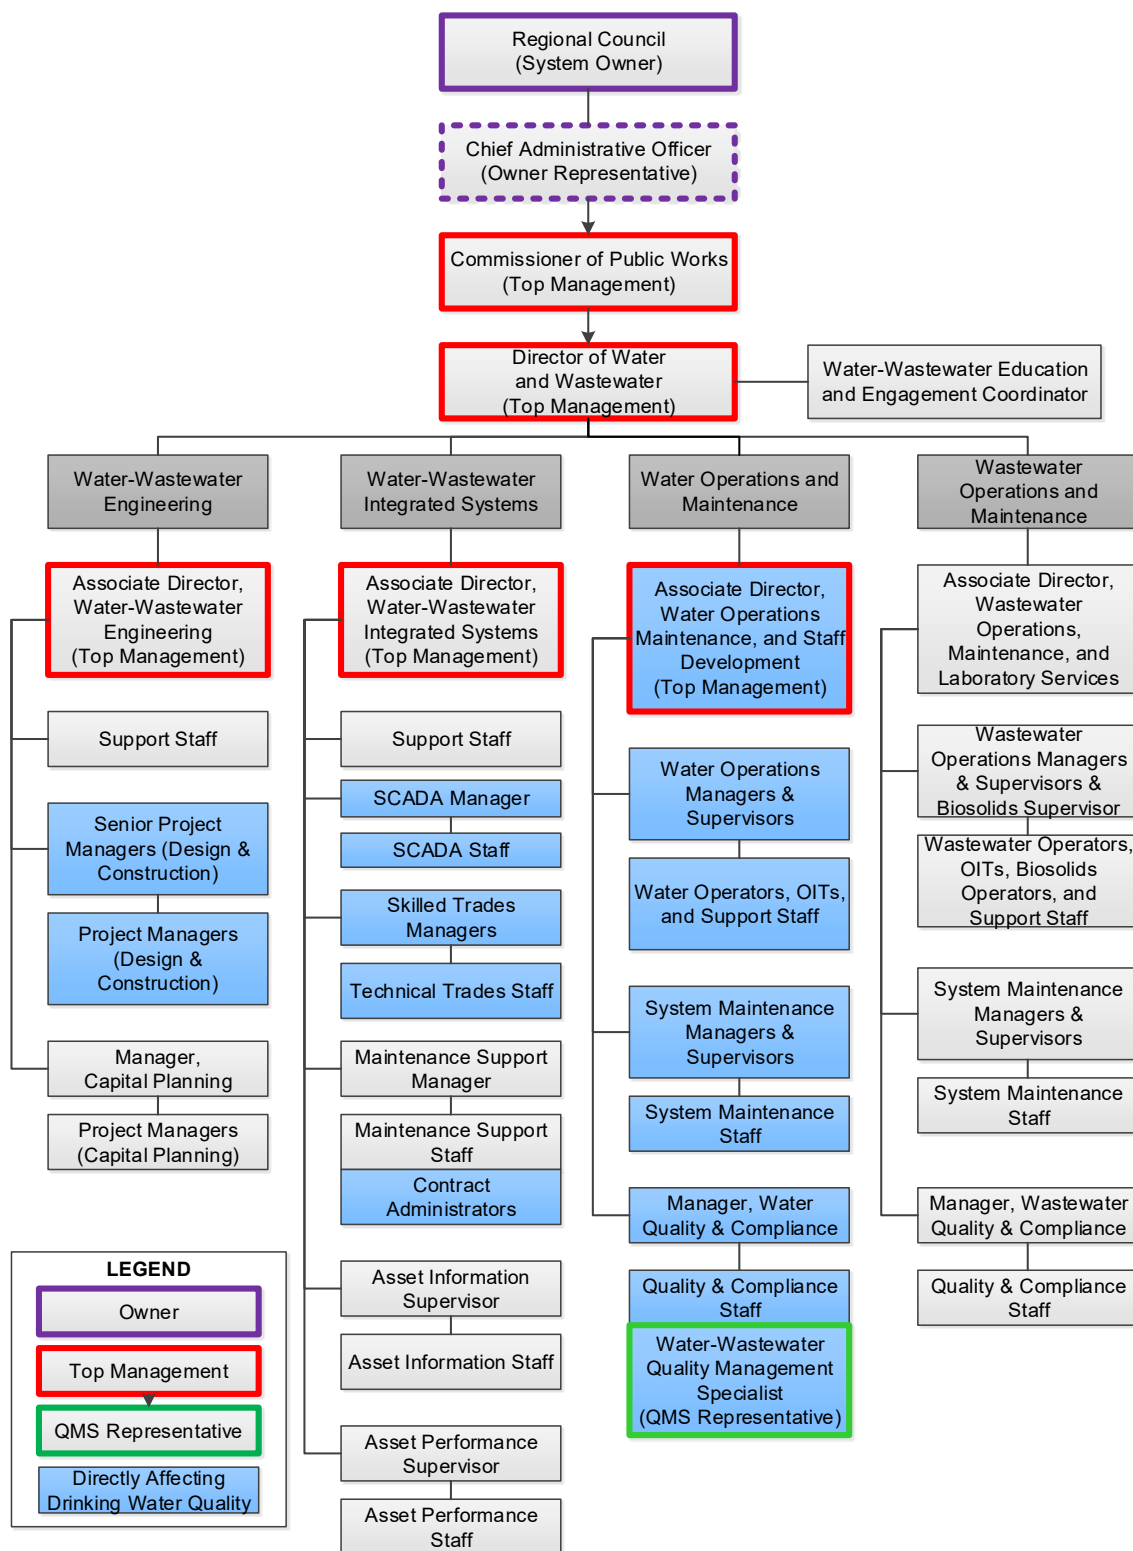 Regional Council
(System Owner)
Chief Administrative Officer
(Owner Representative)
Commissioner of Public Works
(Top Management)
Director of Water
and Wastewater
(Top Management)
Water-Wastewater Education
and Engagement Coordinator
Water-Wastewater
Engineering
Associate Director,
Water-Wastewater
Engineering
(Top Management)
Support Staff
Senior Project
Managers (Design &
Construction)
Project Managers
(Design &
Construction)
Manager,
Capital Planning
Project Managers
(Capital Planning)
Water-Wastewater
Integrated Systems
Associate Director,
Water-Wastewater
Integrated Systems
(Top Management)
Support Staff
SCADA Manager
SCADA Staff
Skilled Trades
Managers
Technical Trades Staff
Maintenance Support
Manager
Maintenance Support
Staff
Contract
Administrators
Asset Information
Supervisor
Asset Information Staff
Asset Performance
Supervisor
Asset Performance
Staff
Water Operations and
Maintenance
Associate Director,
Water Operations
Maintenance, and Staff
Development
(Top Management)
Water Operations
Managers &
Supervisors
Water Operators, OITs,
and Support Staff
System Maintenance
Managers &
Supervisors
System Maintenance
Staff
Manager, Water
Quality & Compliance
Quality & Compliance
Staff
Water-Wastewater
Quality Management
Specialist
(QMS Representative)
Wastewater
Operations and
Maintenance
Associate Director,
Wastewater
Operations,
Maintenance, and
Laboratory Services
Wastewater
Operations Managers
& Supervisors &
Biosolids Supervisor
Wastewater Operators,
OITs, Biosolids
Operators, and
Support Staff
System Maintenance
Managers &
Supervisors
System Maintenance
Staff
Manager, Wastewater
Quality & Compliance
Quality & Compliance
Staff
LEGEND
Owner
Top Management
QMS Representative
Directly Affecting
Drinking Water Quality